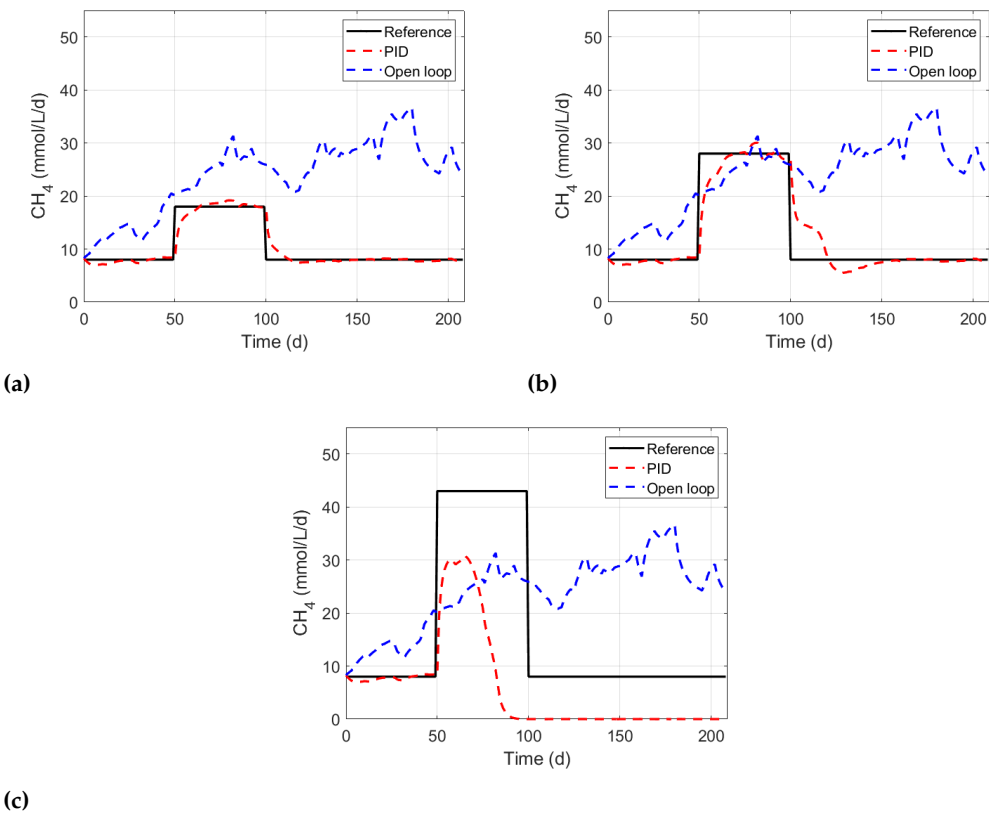 50
40
30
20
10
0
CH₄ (mmol/L/d)
Reference
PID
Open loop
0 50 100 150 200
Time (d)
(a)
50
40
30
20
10
0
CH₄ (mmol/L/d)
Reference
PID
Open loop
0 50 100 150 200
Time (d)
(b)
50
40
30
20
10
0
CH₄ (mmol/L/d)
Reference
PID
Open loop
0 50 100 150 200
Time (d)
(c)